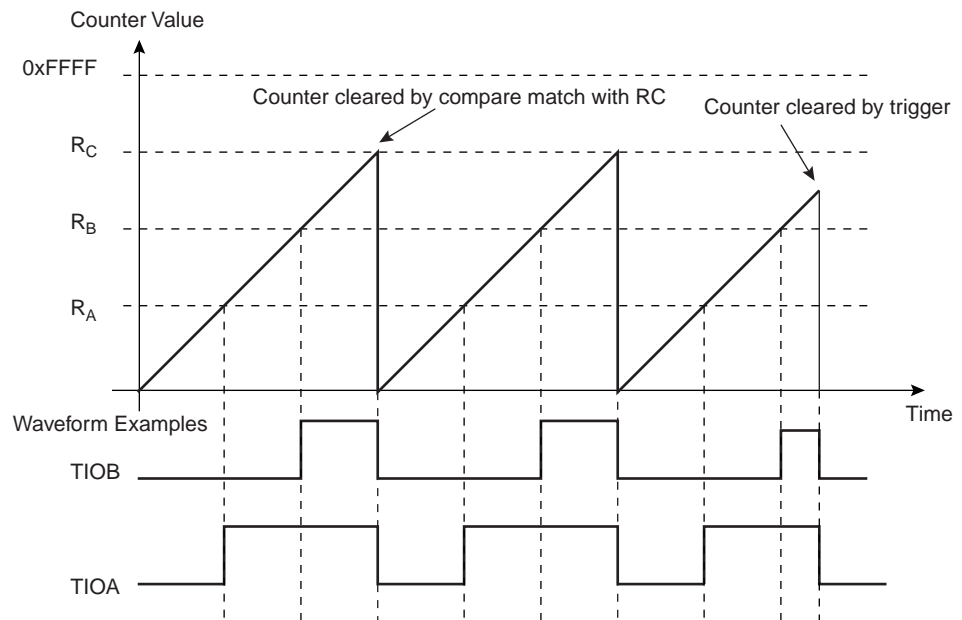 Counter Value
0xFFFF
Counter cleared by compare match with RC
Counter cleared by trigger
RC
RB
RA
Time
Waveform Examples
TIOB
TIOA